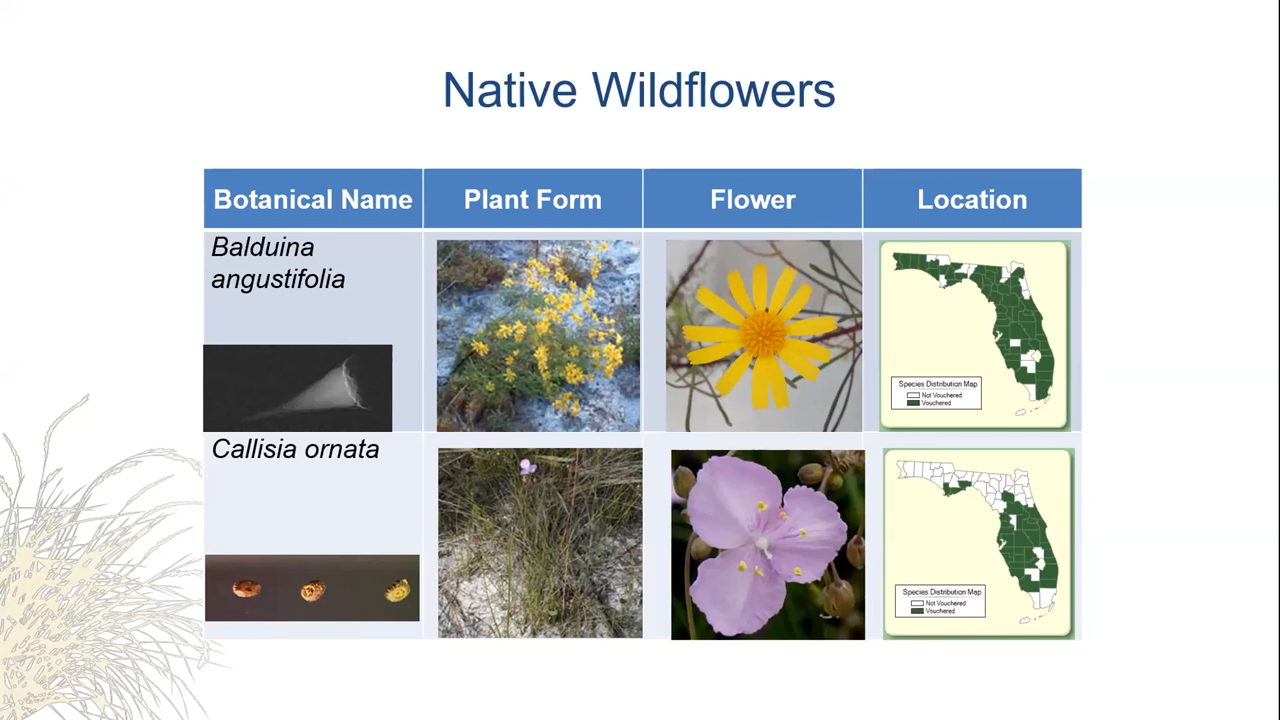 Native Wildflowers
Botanical Name
Plant Form
Flower
Location
Balduina
angustifolia
Species Distribution Map
Not Vouchered
Vouchered
Callisia ornata
Species Distribution Map
Not Vouchered
Vouchered